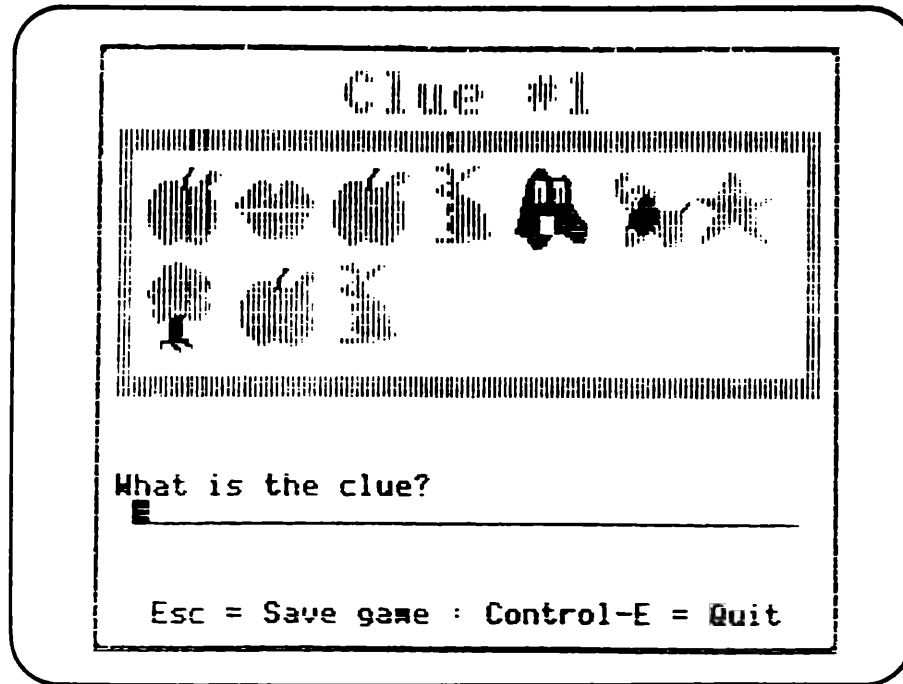 Clue #1
What is the clue?
Esc = Save game : Control-E = Quit